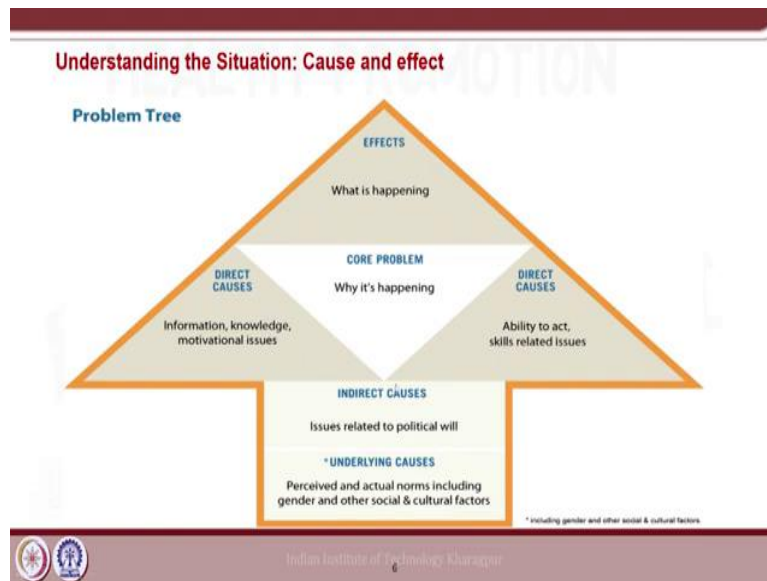 Understanding the Situation: Cause and effect
Problem Tree
EFFECTS
What is happening
CORE PROBLEM
Why it's happening
DIRECT
CAUSES
Information, knowledge,
motivational issues
DIRECT
CAUSES
Ability to act,
skills related issues
INDIRECT CAUSES
Issues related to political will
*UNDERLYING CAUSES
Perceived and actual norms including
gender and other social & cultural factors
* including gender and other social & cultural factors
Indian Institute of Technology Kharagpur
6
HEALTH PROMOTION